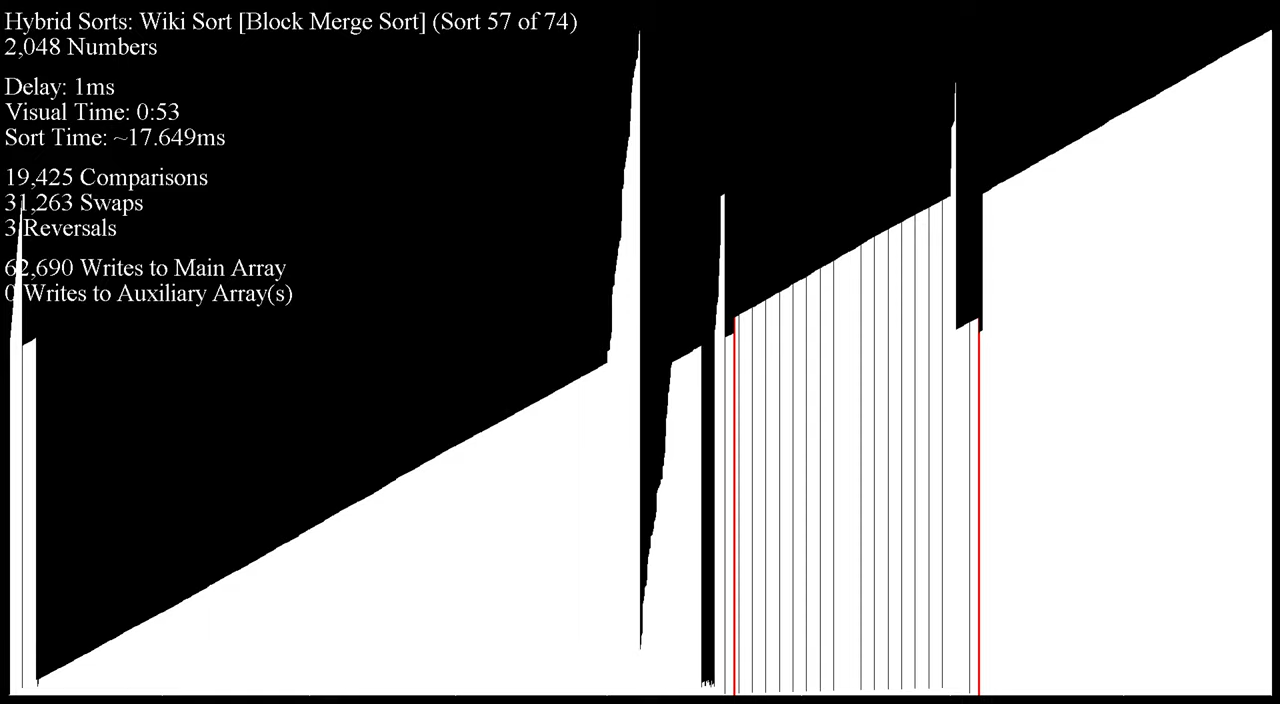 Hybrid Sorts: Wiki Sort [Block Merge Sort] (Sort 57 of 74)
2,048 Numbers
Delay: 1ms
Visual Time: 0:53
Sort Time: ~17.649ms
19,425 Comparisons
31,263 Swaps
3 Reversals
62,690 Writes to Main Array
0 Writes to Auxiliary Array(s)